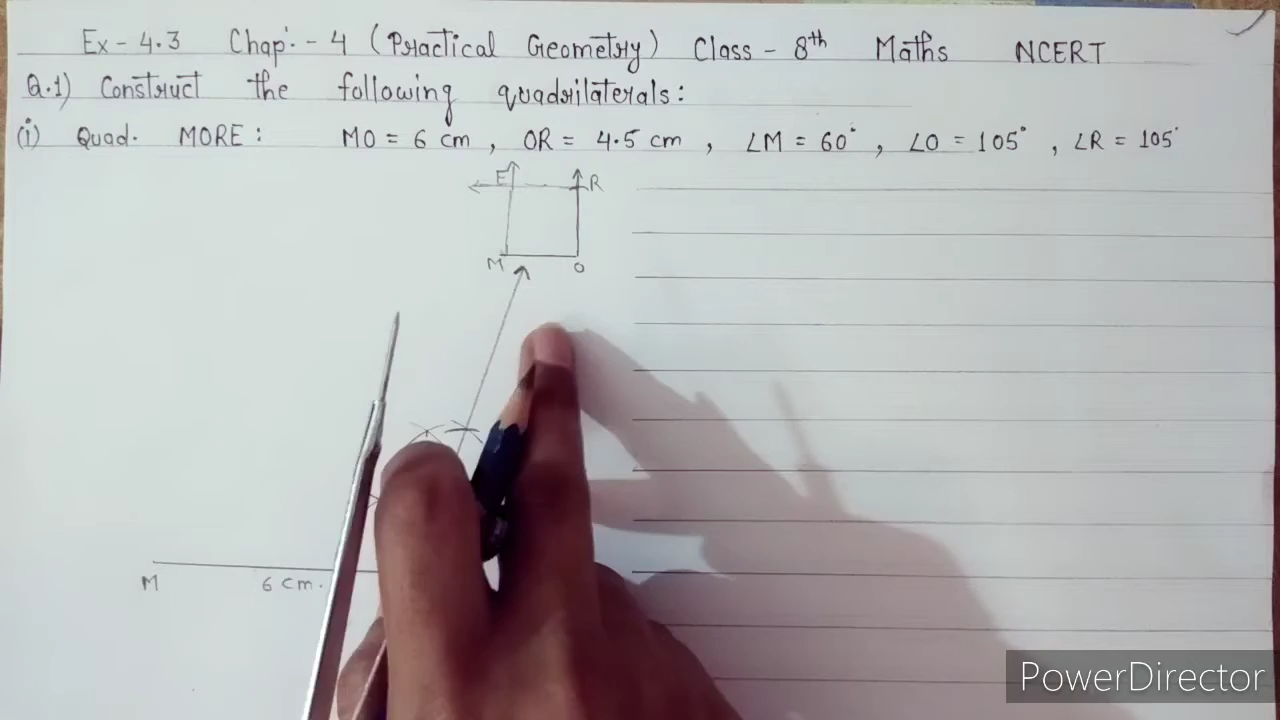 Ex - 4.3 Chap. - 4 (Practical Geometry) Class - 8th Maths NCERT
Q.1) Construct the following quadrilaterals:
(i) Quad. MORE: MO = 6 cm, OR = 4.5 cm, ∠M = 60°, ∠O = 105°, ∠R = 105°
E R
M O
M 6 cm.
PowerDirector